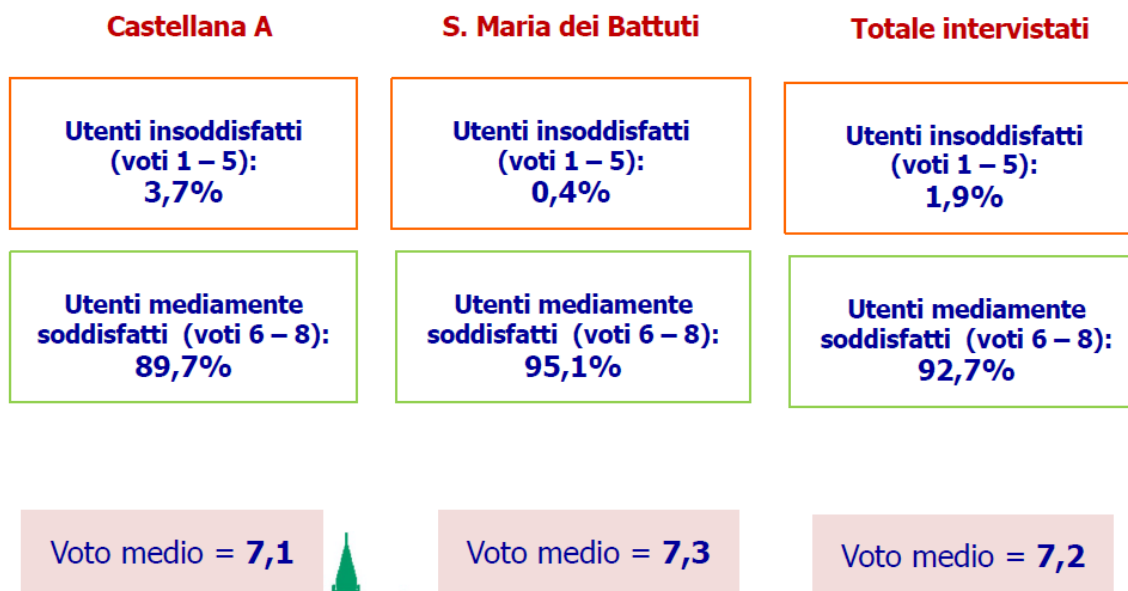 Castellana A
S. Maria dei Battuti
Totale intervistati
Utenti insoddisfatti
(voti 1 – 5):
3,7%
Utenti insoddisfatti
(voti 1 – 5):
0,4%
Utenti insoddisfatti
(voti 1 – 5):
1,9%
Utenti mediamente
soddisfatti  (voti 6 – 8):
89,7%
Utenti mediamente
soddisfatti  (voti 6 – 8):
95,1%
Utenti mediamente
soddisfatti  (voti 6 – 8):
92,7%
Voto medio = 7,1
Voto medio = 7,3
Voto medio = 7,2